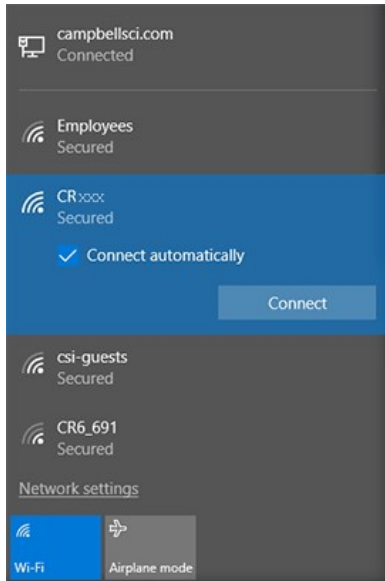 campbellsci.com
Connected
Employees
Secured
CRxxx
Secured
Connect automatically
Connect
csi-guests
Secured
CR6_691
Secured
Network settings
Wi-Fi
Airplane mode